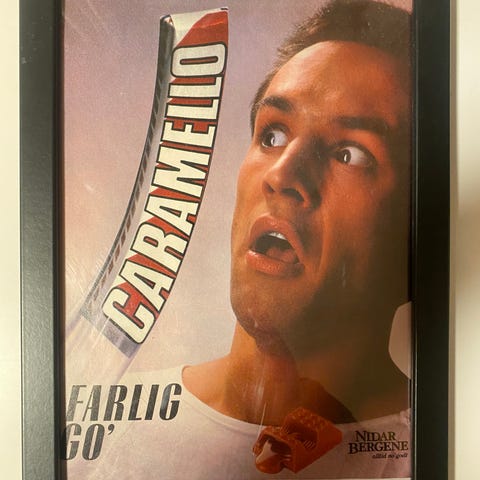 CARAMELLO
FARLIG
GO'
NIDAR
BERGENE
alltid no' godt